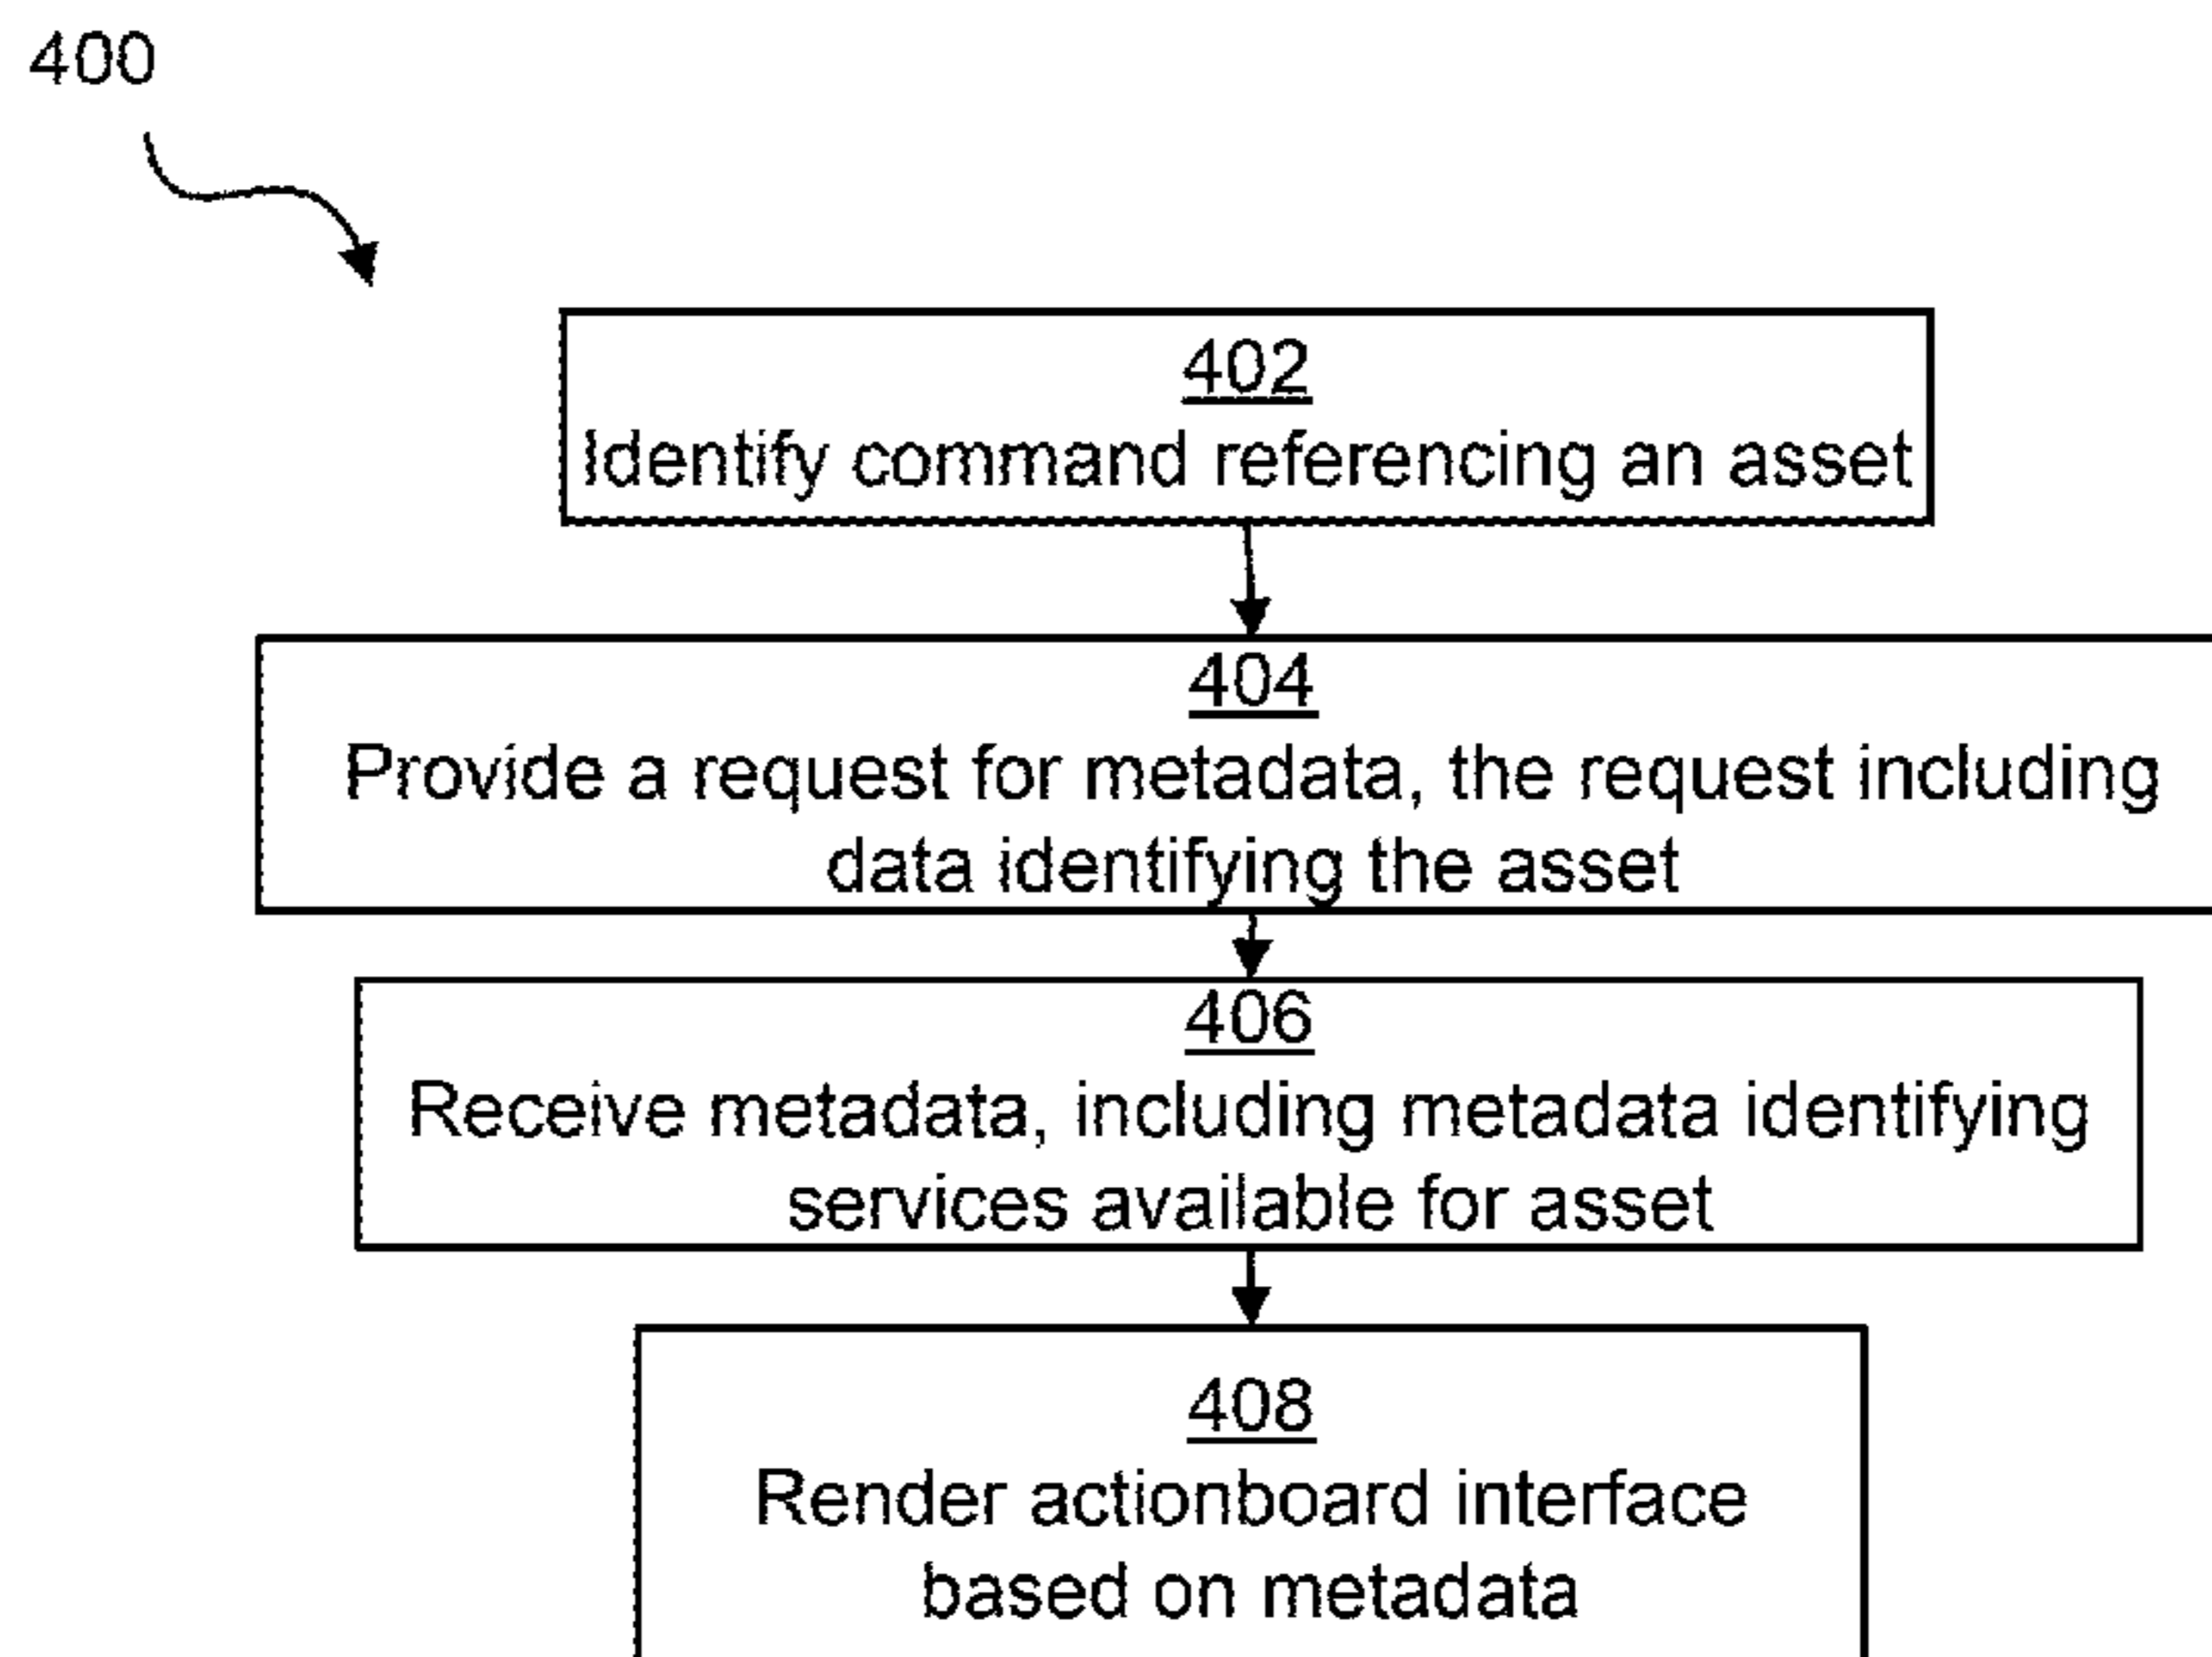 400
402
Identify command referencing an asset
404
Provide a request for metadata, the request including
data identifying the asset
406
Receive metadata, including metadata identifying
services available for asset
408
Render actionboard interface
based on metadata